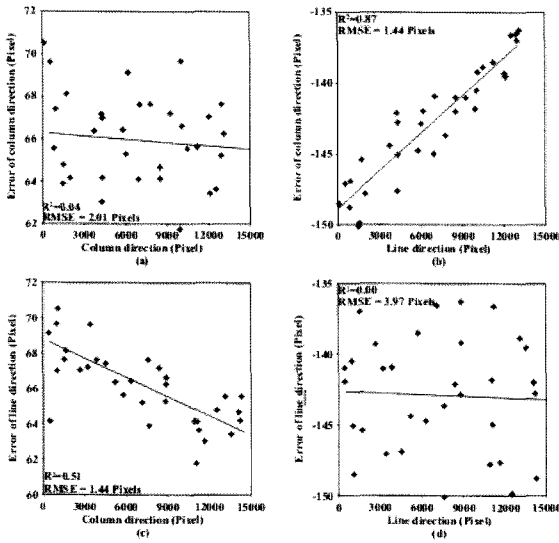 72
70
68
66
64
62
Error of column direction (Pixel)
R²=0.04
RMSE = 2.01 Pixels
0 3000 6000 9000 12000 15000
Column direction (Pixel)
(a)
-135
-140
-145
-150
Error of column direction (Pixel)
R²=0.87
RMSE = 1.44 Pixels
0 3000 6000 9000 12000 15000
Line direction (Pixel)
(b)
72
70
68
66
64
62
60
Error of line direction (Pixel)
R²=0.51
RMSE = 1.44 Pixels
0 3000 6000 9000 12000 15000
Column direction (Pixel)
(c)
-135
-140
-145
-150
Error of line direction (Pixel)
R²=0.00
RMSE = 3.97 Pixels
0 3000 6000 9000 12000 15000
Line direction (Pixel)
(d)